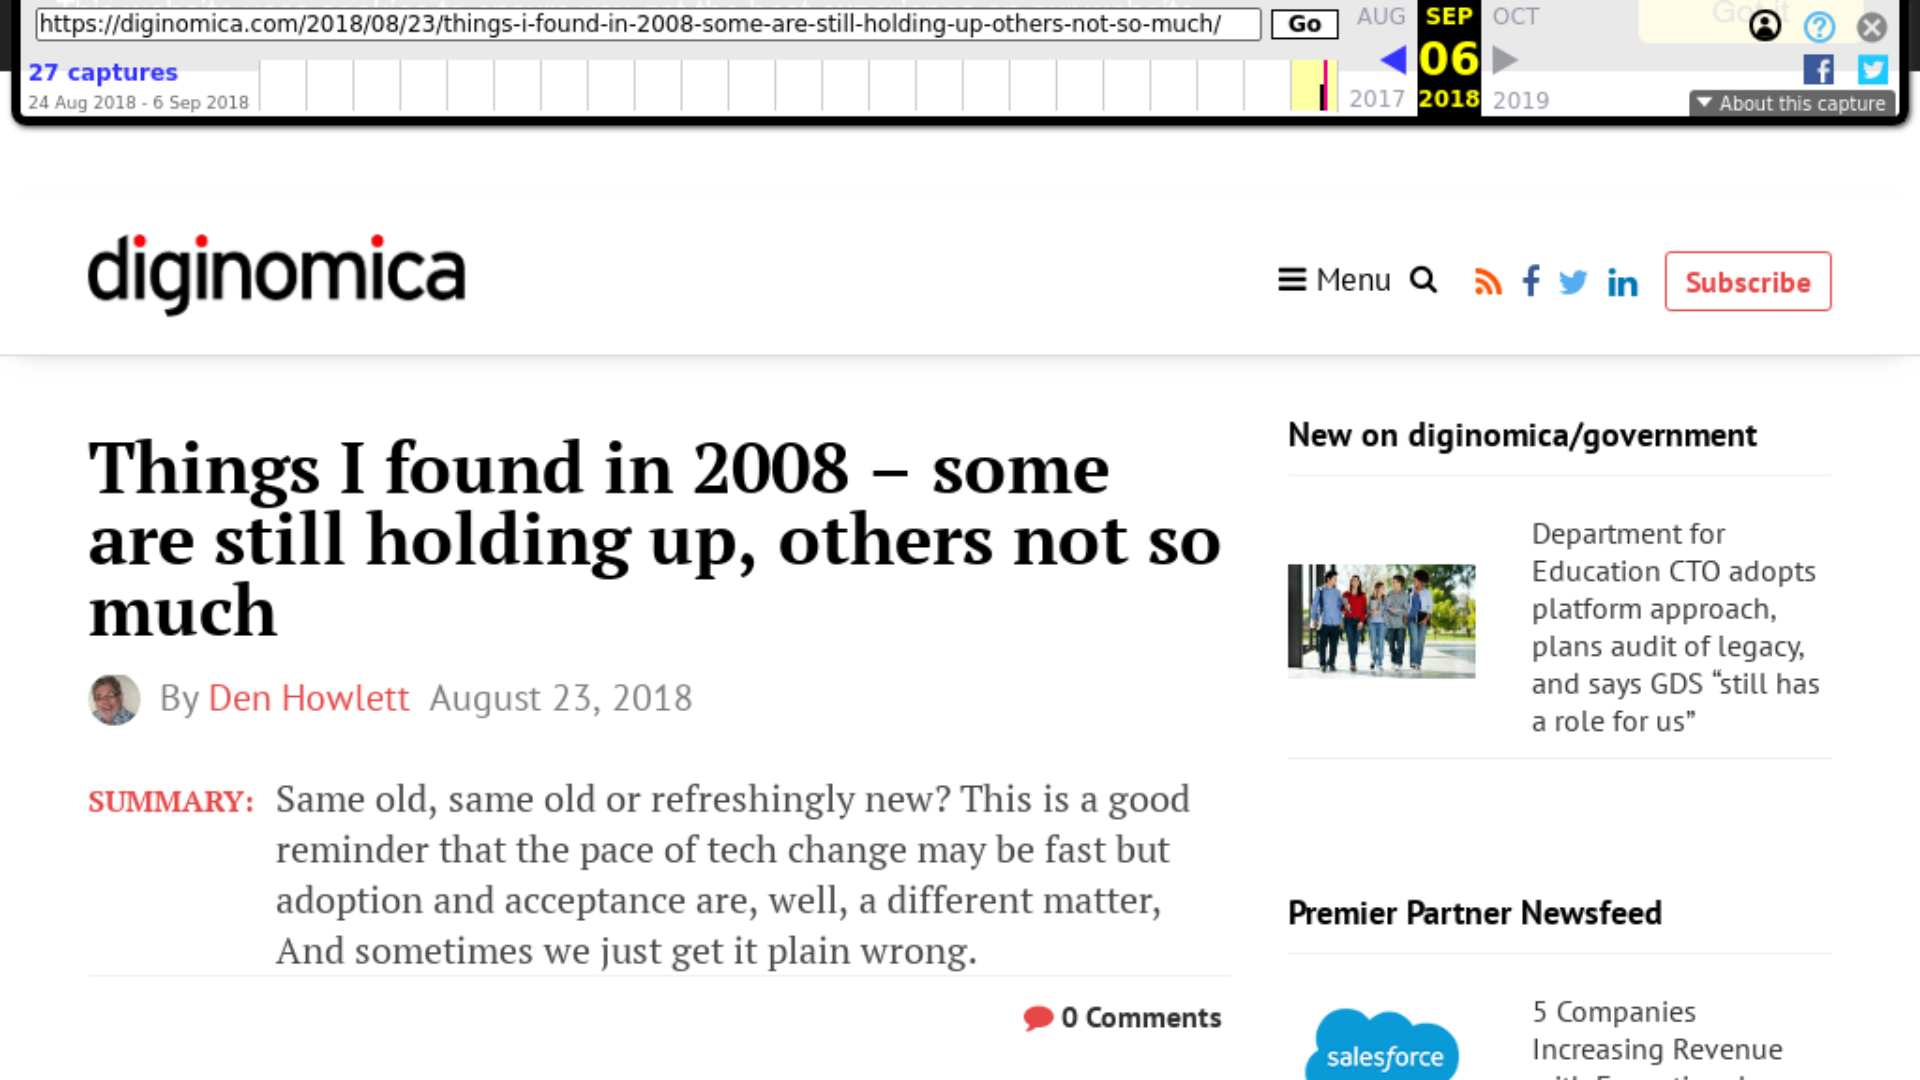 https://diginomica.com/2018/08/23/things-i-found-in-2008-some-are-still-holding-up-others-not-so-much/
Go
AUG
SEP
OCT
06
2017
2018
2019
27 captures
24 Aug 2018 - 6 Sep 2018
About this capture
diginomica
Menu
Subscribe
Things I found in 2008 – some
are still holding up, others not so
much
By Den Howlett August 23, 2018
SUMMARY:
Same old, same old or refreshingly new? This is a good
reminder that the pace of tech change may be fast but
adoption and acceptance are, well, a different matter,
And sometimes we just get it plain wrong.
0 Comments
New on diginomica/government
Department for
Education CTO adopts
platform approach,
plans audit of legacy,
and says GDS “still has
a role for us”
Premier Partner Newsfeed
salesforce
5 Companies
Increasing Revenue